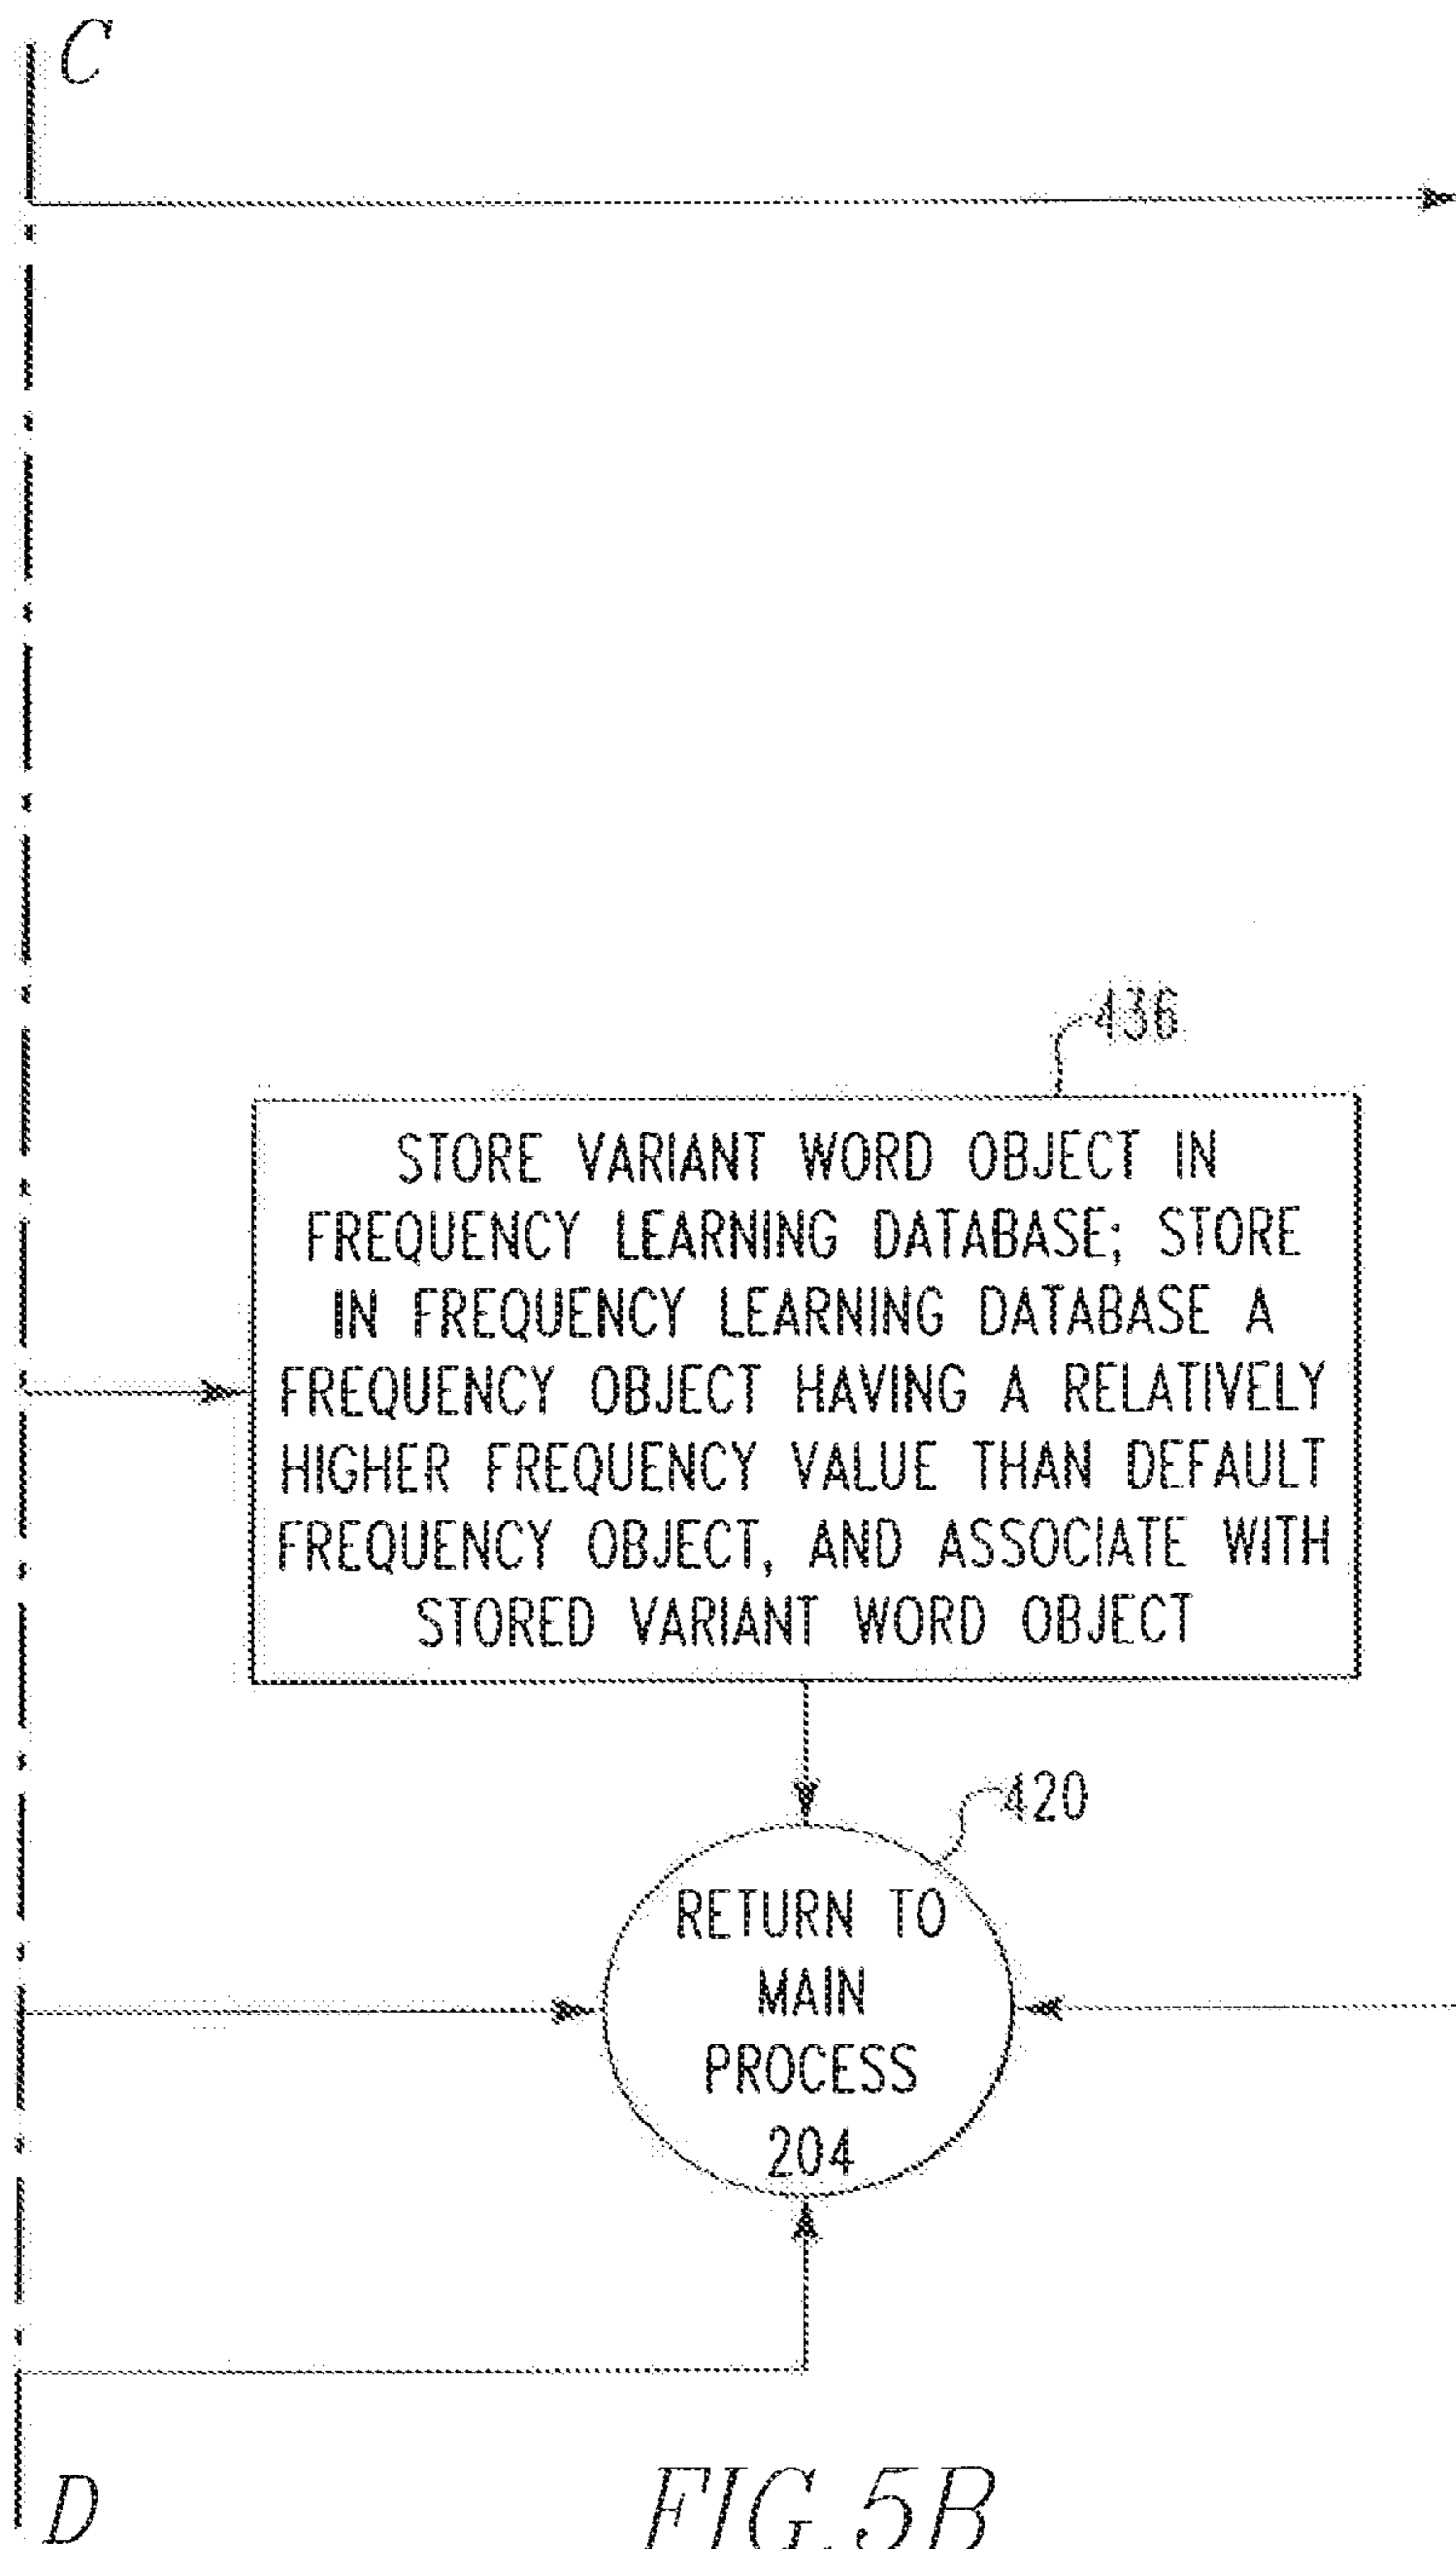 C
436
STORE VARIANT WORD OBJECT IN
FREQUENCY LEARNING DATABASE; STORE
IN FREQUENCY LEARNING DATABASE A
FREQUENCY OBJECT HAVING A RELATIVELY
HIGHER FREQUENCY VALUE THAN DEFAULT
FREQUENCY OBJECT, AND ASSOCIATE WITH
STORED VARIANT WORD OBJECT
420
RETURN TO
MAIN
PROCESS
204
D
FIG.5B